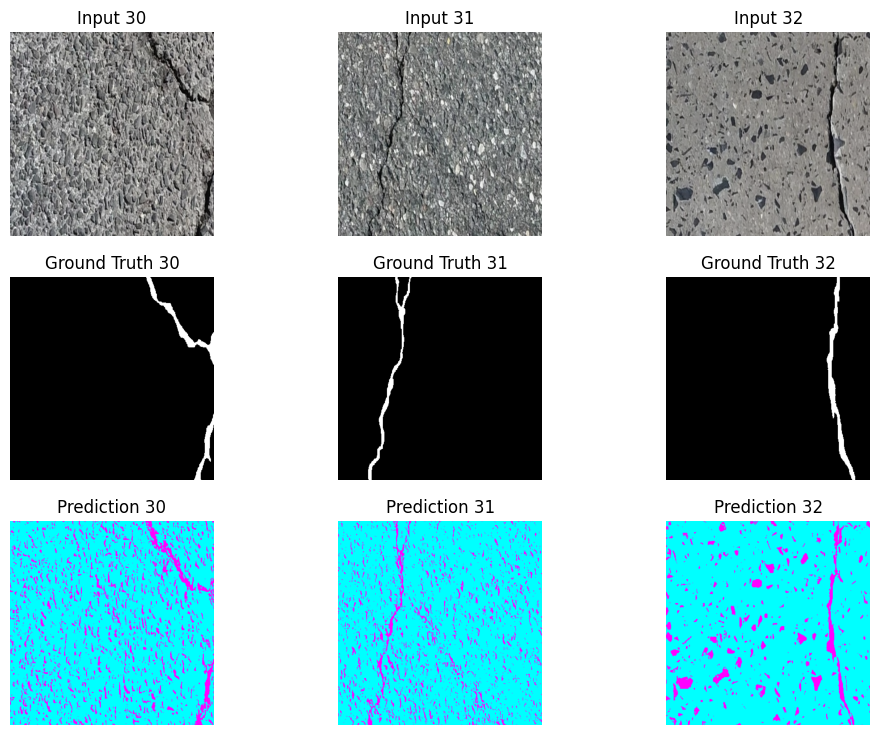 Input 30
Input 31
Input 32
Ground Truth 30
Ground Truth 31
Ground Truth 32
Prediction 30
Prediction 31
Prediction 32